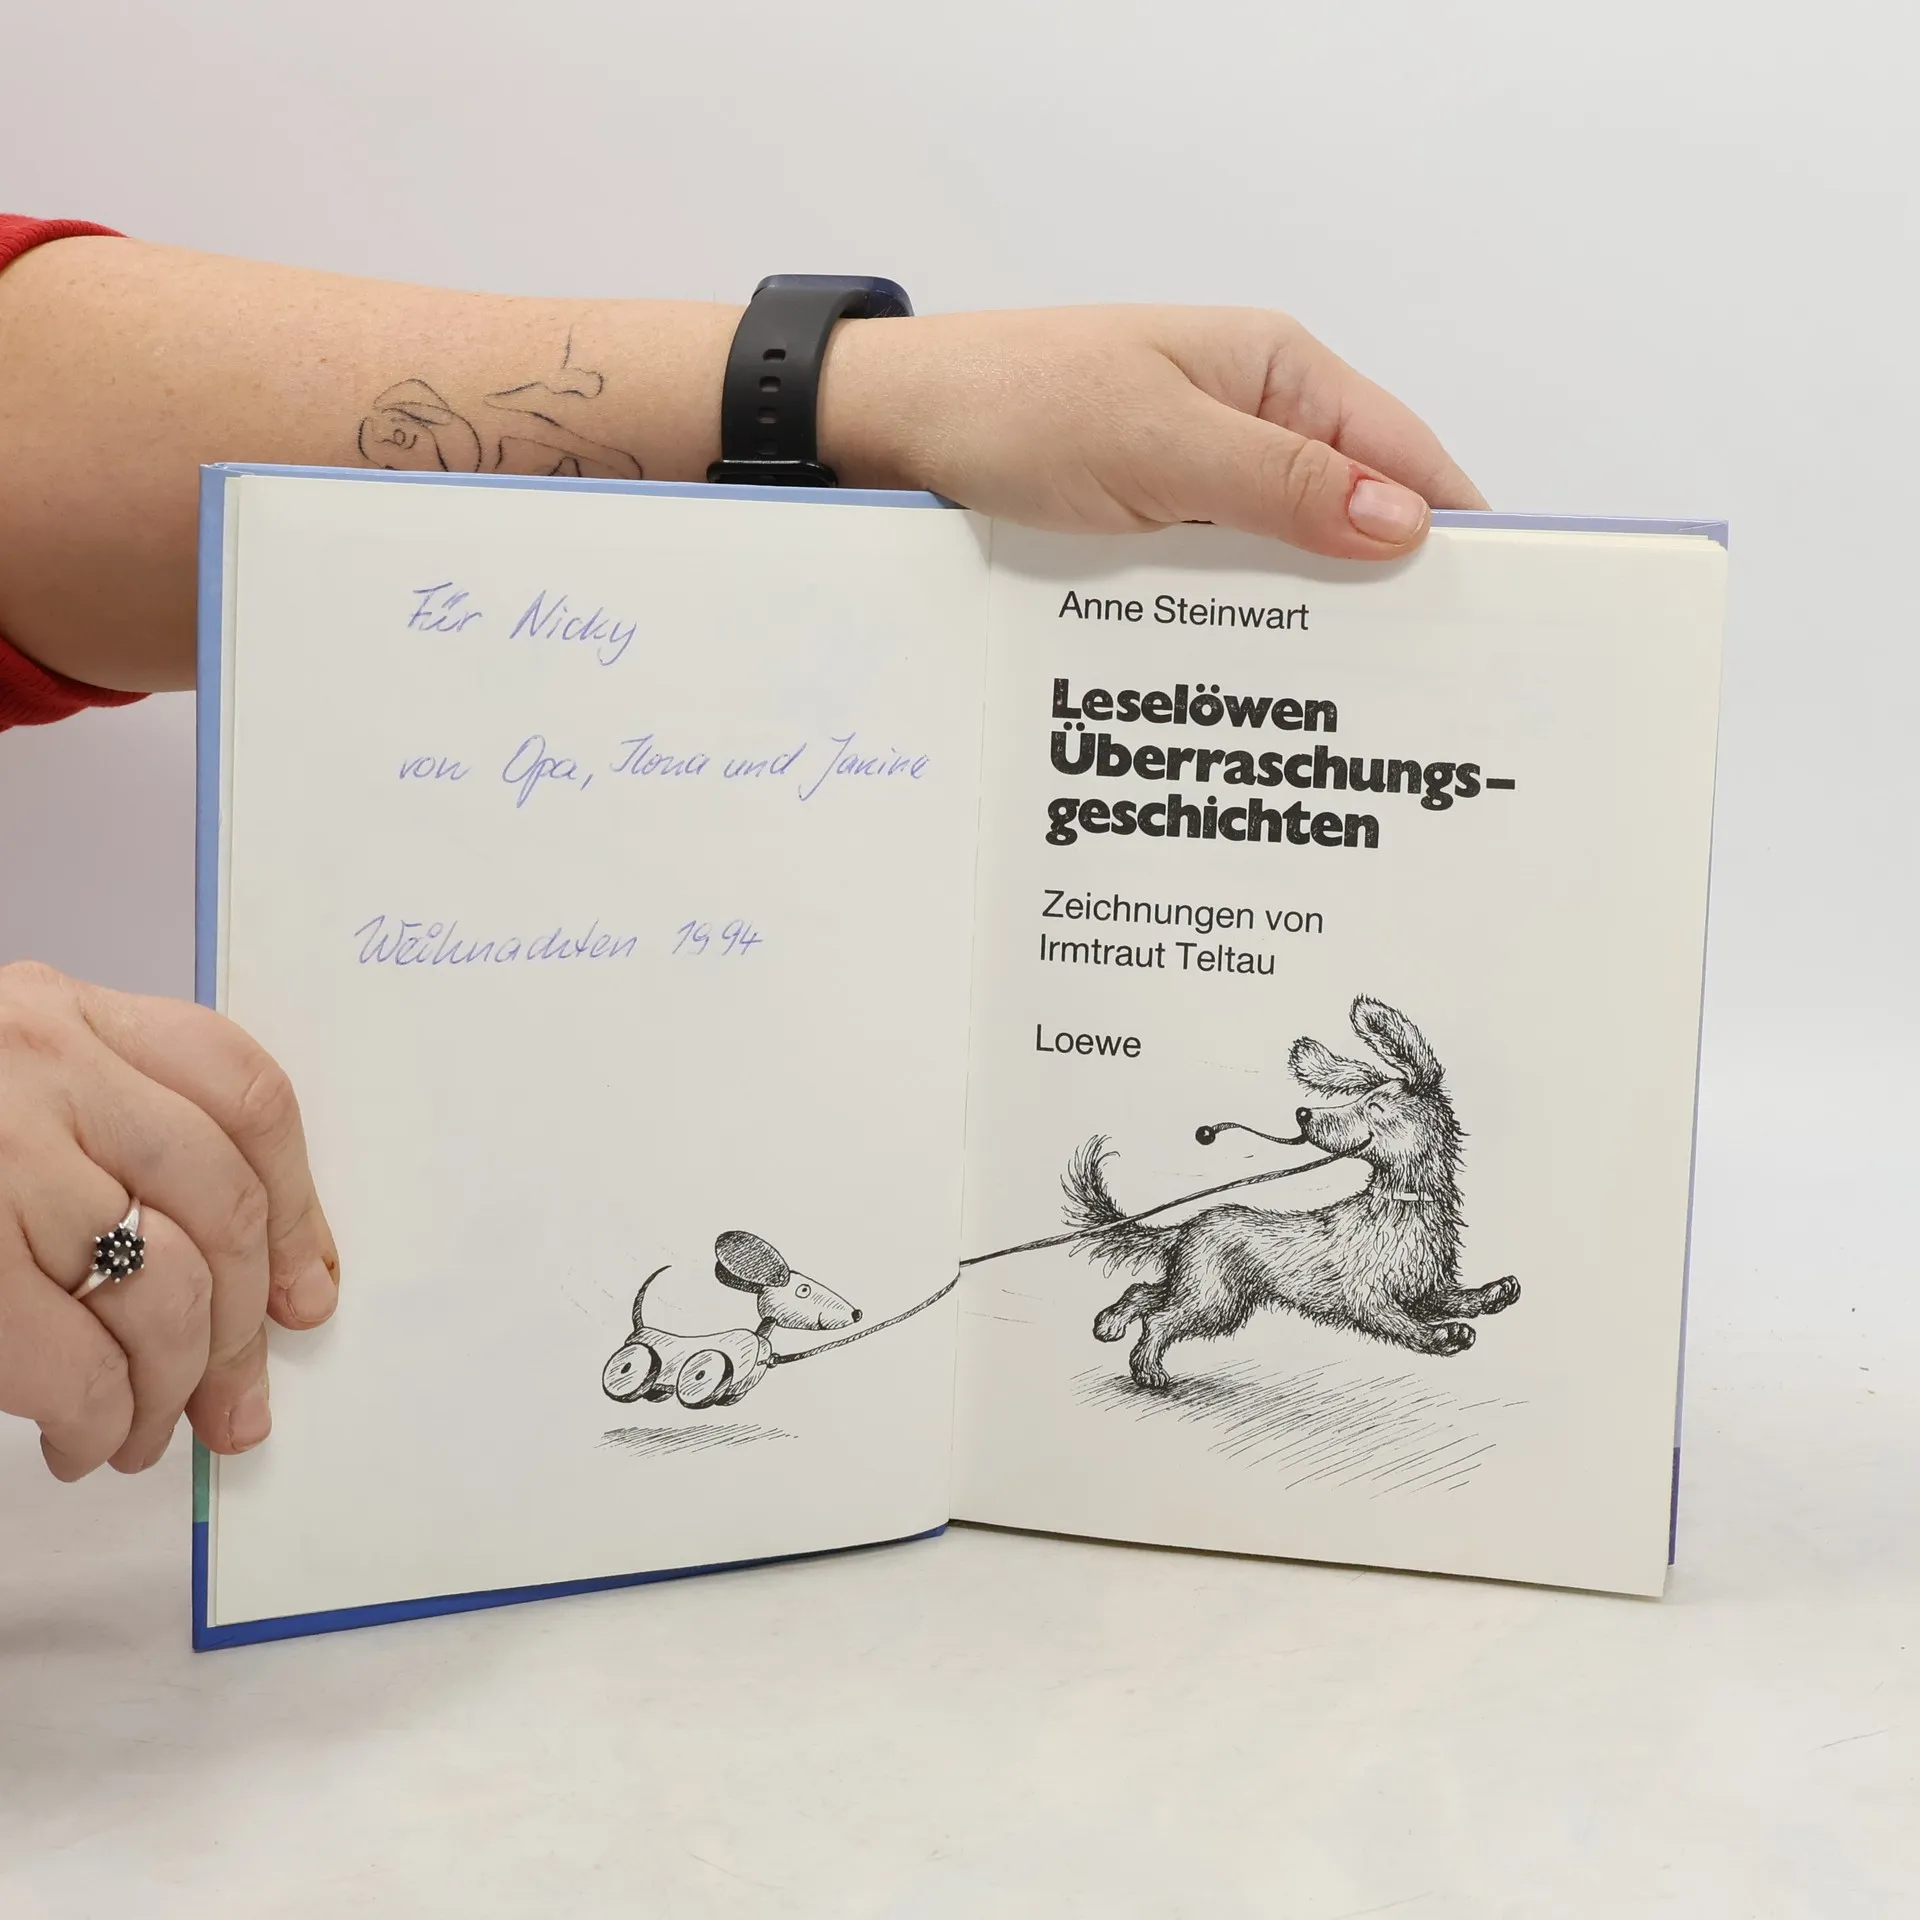 Für Nicky
von Opa, Ilona und Janine
Weihnachten 1994
Anne Steinwart
Leselöwen
Überraschungs-
geschichten
Zeichnungen von
Irmtraut Teltau
Loewe